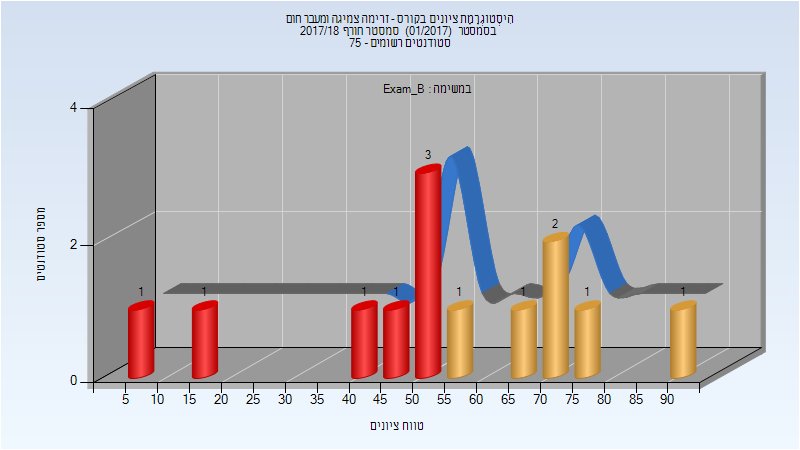 היסטוגרמת ציונים בקורס - זרימה צמיגה ומעבר חום
בסמסטר (01/2017) סמסטר חורף 2017/18
סטודנטים רשומים - 75
במשימה : Exam_B
מספר סטודנטים
4
2
0
1 1 1 1 3 1 1 2 1 1
5 10 15 20 25 30 35 40 45 50 55 60 65 70 75 80 85 90
טווח ציונים